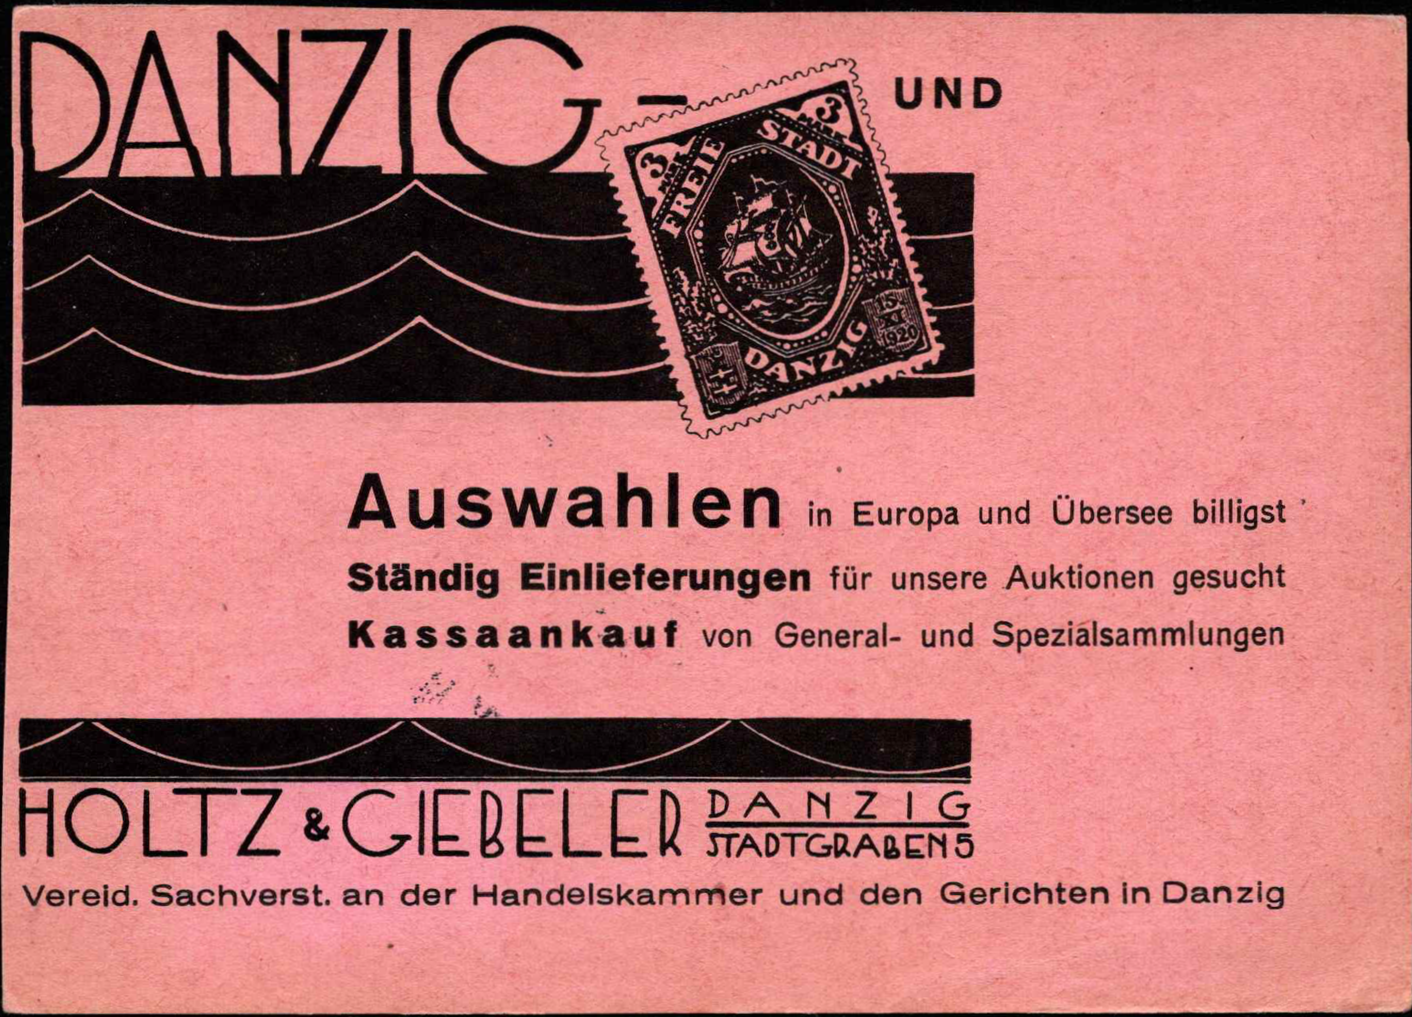 DANZIG- UND
3 MARK
3 MARK
FREIE STADT
DANZIG
15
XI
1920
Auswahlen in Europa und Übersee billigst
Ständig Einlieferungen für unsere Auktionen gesucht
Kassaankauf von General- und Spezialsammlungen
HOLTZ & GIEBELER DANZIG
STADTGRABEN 5
Vereid. Sachverst. an der Handelskammer und den Gerichten in Danzig